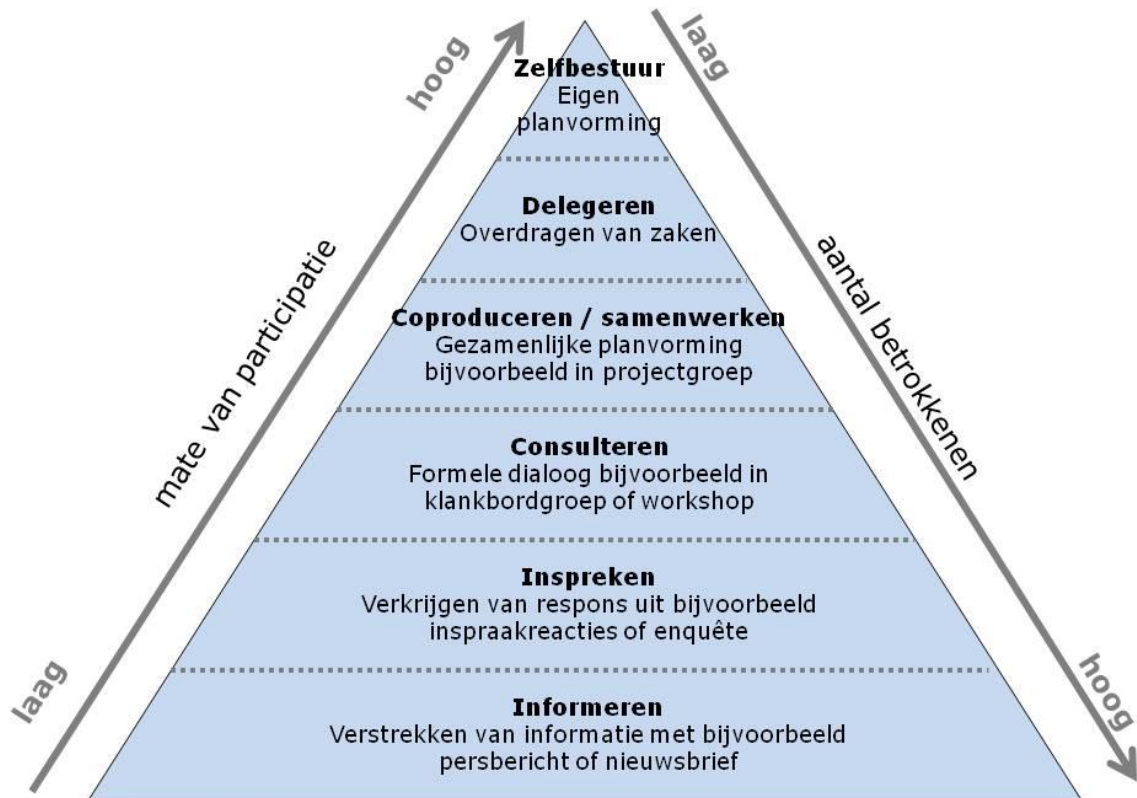 hoog
laag
Zelfbestuur
Eigen
planvorming
Delegeren
Overdragen van zaken
mate van participatie
aantal betrokkenen
Coproduceren / samenwerken
Gezamenlijke planvorming
bijvoorbeeld in projectgroep
Consulteren
Formele dialoog bijvoorbeeld in
klankbordgroep of workshop
Inspreken
Verkrijgen van respons uit bijvoorbeeld
inspraakreacties of enquête
laag
hoog
Informeren
Verstrekken van informatie met bijvoorbeeld
persbericht of nieuwsbrief